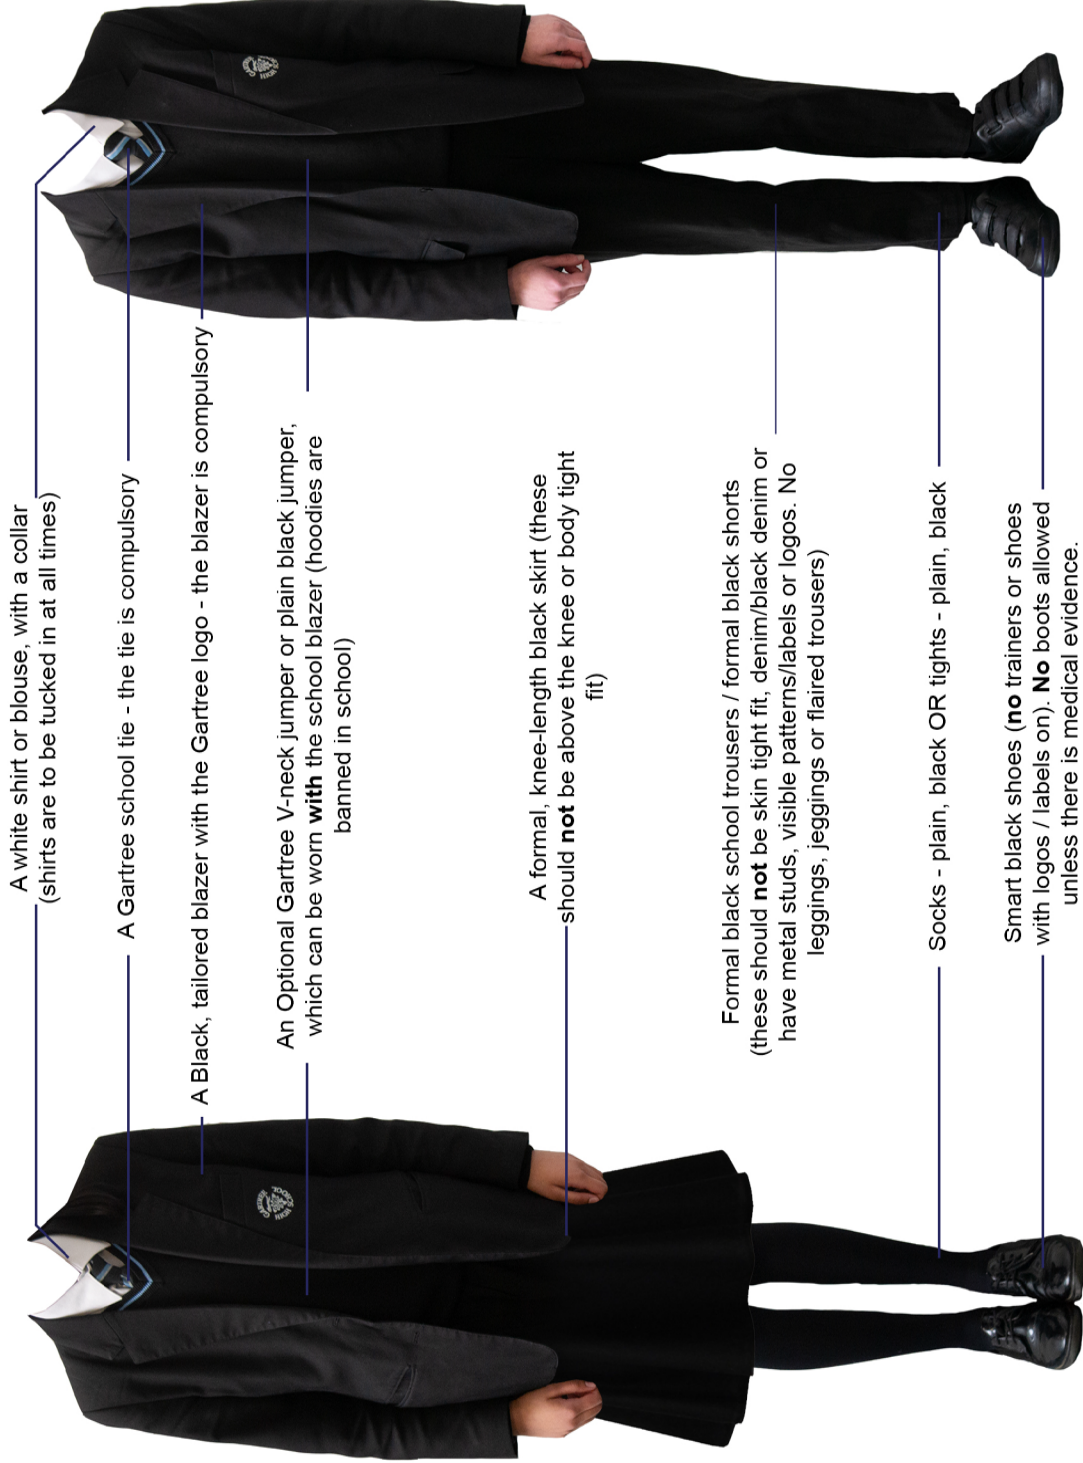 A white shirt or blouse, with a collar
(shirts are to be tucked in at all times)
A Gartree school tie - the tie is compulsory
A Black, tailored blazer with the Gartree logo - the blazer is compulsory
An Optional Gartree V-neck jumper or plain black jumper,
which can be worn with the school blazer (hoodies are
banned in school)
A formal, knee-length black skirt (these
should not be above the knee or body tight
fit)
Formal black school trousers / formal black shorts
(these should not be skin tight fit, denim/black denim or
have metal studs, visible patterns/labels or logos. No
leggings, jeggings or flaired trousers)
Socks - plain, black OR tights - plain, black
Smart black shoes (no trainers or shoes
with logos / labels on). No boots allowed
unless there is medical evidence.